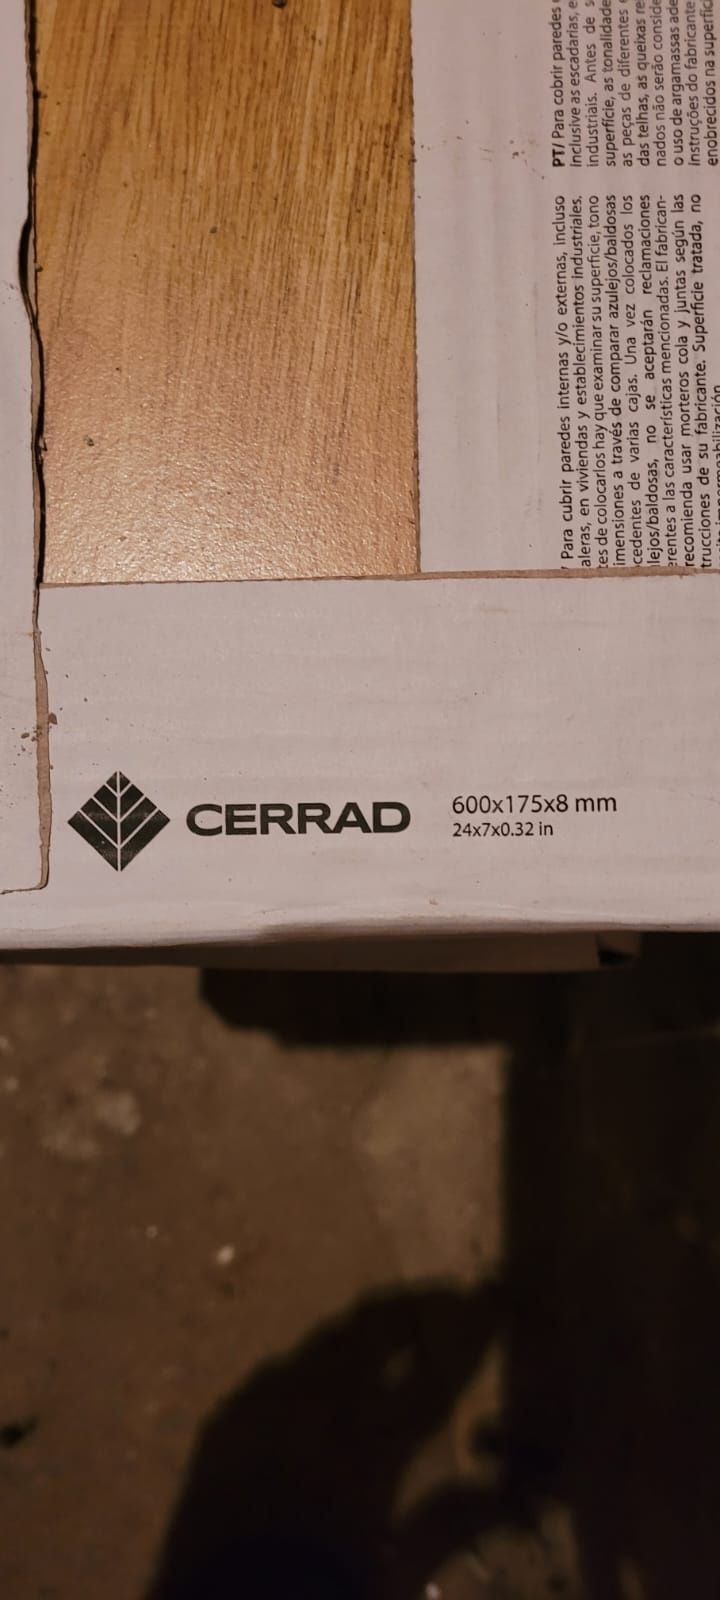 PT/ Para cobrir paredes
Inclusive as escadarias,
industriais. Antes de
superfície, as tonalidade
as peças de diferentes
das telhas, as queixas
nados não serão
o uso de argamassas
Instruções do fabricante
enobrecidos na
Para cubrir paredes internas y/o externas, incluso
aleras, en viviendas y establecimientos industriales.
tes de colocarlos hay que examinar su superficie, tono
imensiones a través de comparar azulejos/baldosas
cedentes de varias cajas. Una vez colocados los
lejos/baldosas, no se aceptarán reclamaciones
erentes a las características mencionadas. El fabrican-
recomienda usar morteros cola y juntas según las
trucciones de su fabricante. Superficie tratada, no
CERRAD
600x175x8 mm
24x7x0.32 in